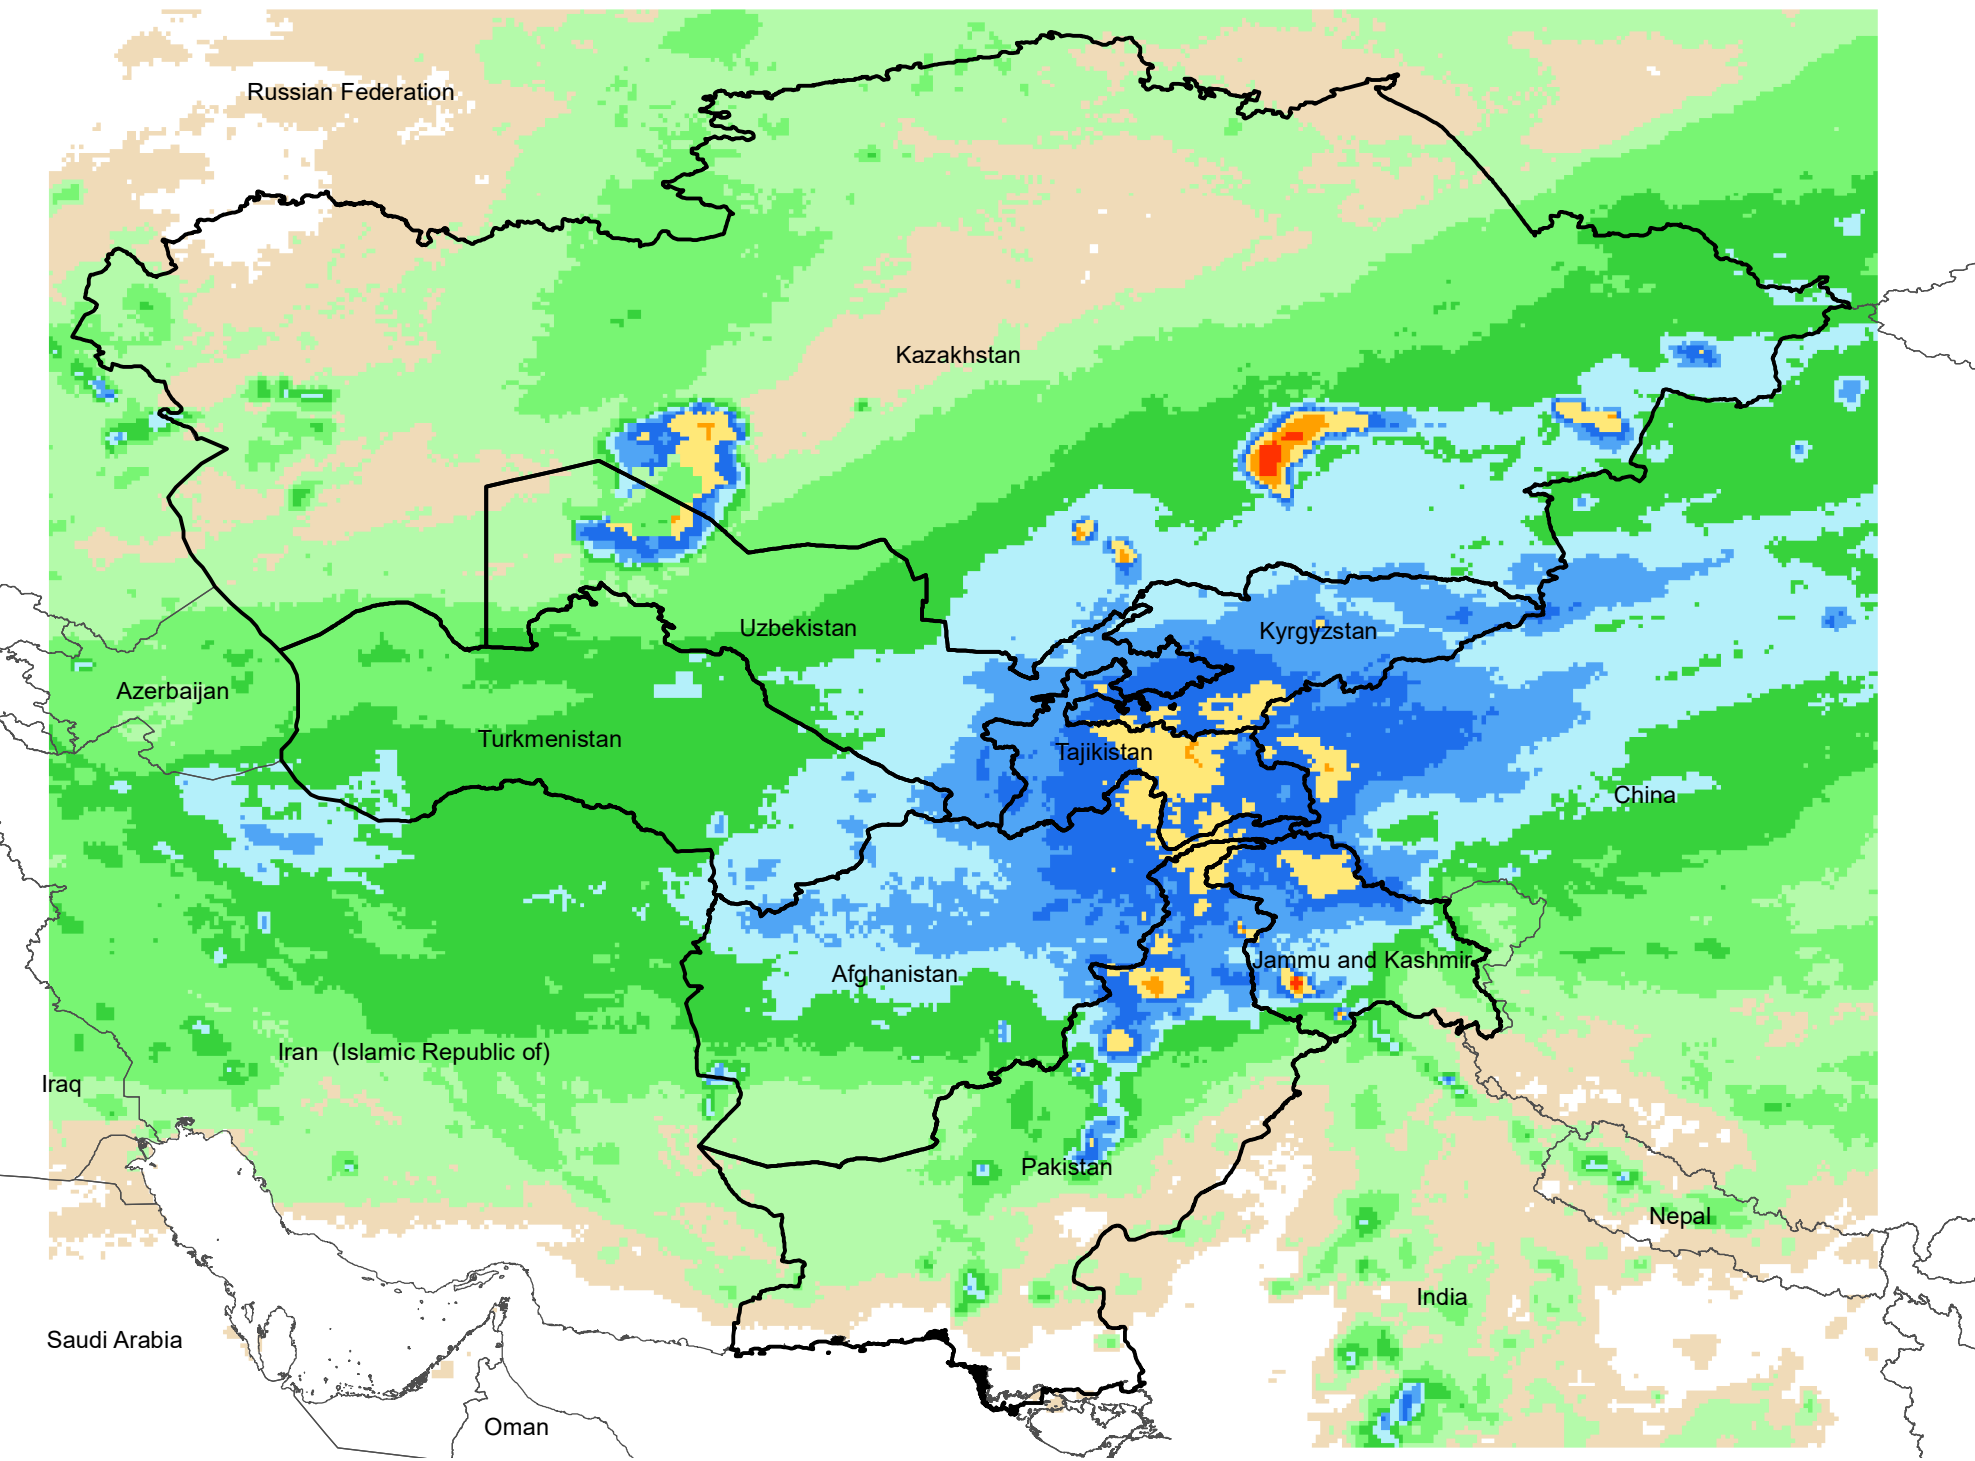 Russian Federation
Kazakhstan
Uzbekistan
Kyrgyzstan
Azerbaijan
Turkmenistan
Tajikistan
China
Afghanistan
Jammu and Kashmir
Iran  (Islamic Republic of)
Iraq
Pakistan
Nepal
India
Saudi Arabia
Oman